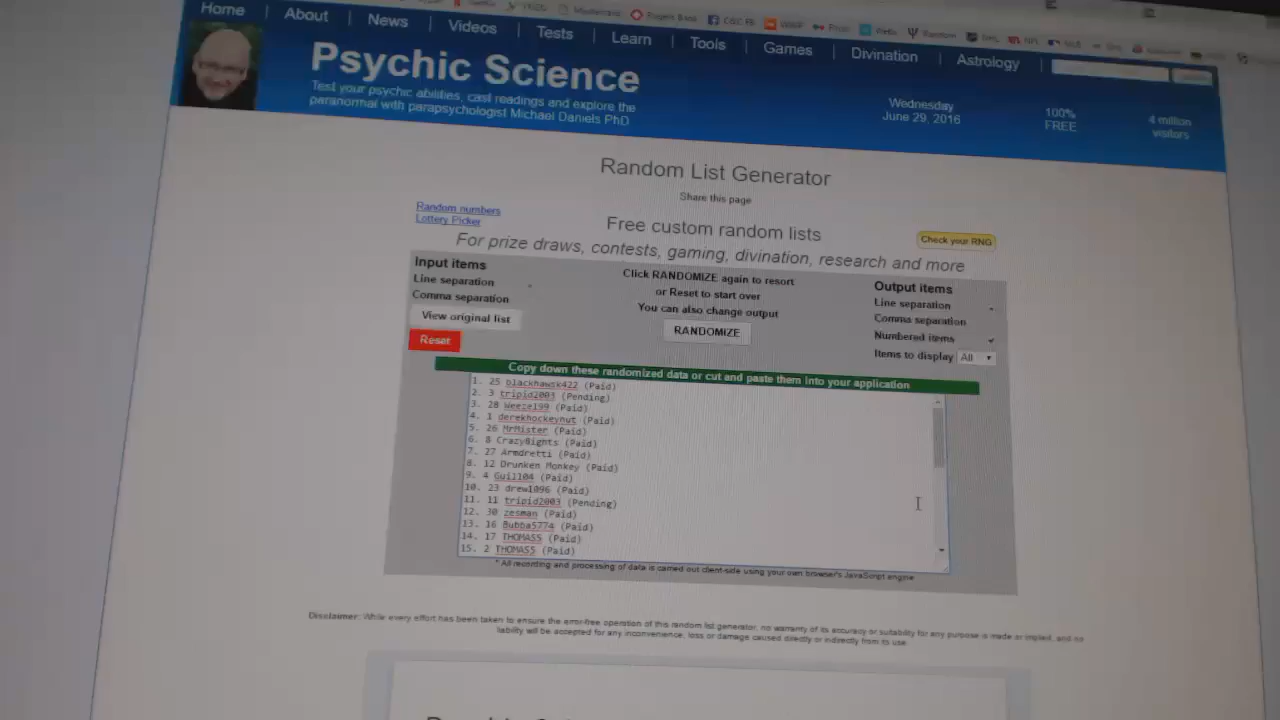 Rogers Bank
CBC FB
Home
About
News
Videos
Tests
Learn
Tools
Games
Divination
Astrology
Psychic Science
Test your psychic abilities, cast readings and explore the
paranormal with parapsychologist Michael Daniels PhD
Wednesday
June 29, 2016
100%
FREE
4 million
visitors
Random List Generator
Share this page
Random numbers
Lottery Picker
Free custom random lists
Check your RNG
For prize draws, contests, gaming, divination, research and more
Input items
Line separation
Comma separation
View original list
Reset
Click RANDOMIZE again to resort
or Reset to start over
You can also change output
RANDOMIZE
Output items
Line separation
Comma separation
Numbered items
Items to display All
Copy down these randomized data or cut and paste them into your application
1. 25 blackhawk422 (Paid)
2. 3 tripid2003 (Pending)
3. 28 Weezel99 (Paid)
4. 1 derekhockeynut (Paid)
5. 26 MrMister (Paid)
6. 8 Crazy8ights (Paid)
7. 27 Armdretti (Paid)
8. 12 Drunken Monkey (Paid)
9. 4 Guill04 (Paid)
10. 23 drew1096 (Paid)
11. 11 tripid2003 (Pending)
12. 30 zesman (Paid)
13. 16 Bubba5774 (Paid)
14. 17 THOMASS (Paid)
15. 2 THOMASS (Paid)
* All recording and processing of data is carried out client-side using your own browser's JavaScript engine
Disclaimer: While every effort has been taken to ensure the error-free operation of this random list generator, no warranty of its accuracy or suitability for any purpose is made or implied, and no
liability will be accepted for any inconvenience, loss or damage caused directly or indirectly from its use.